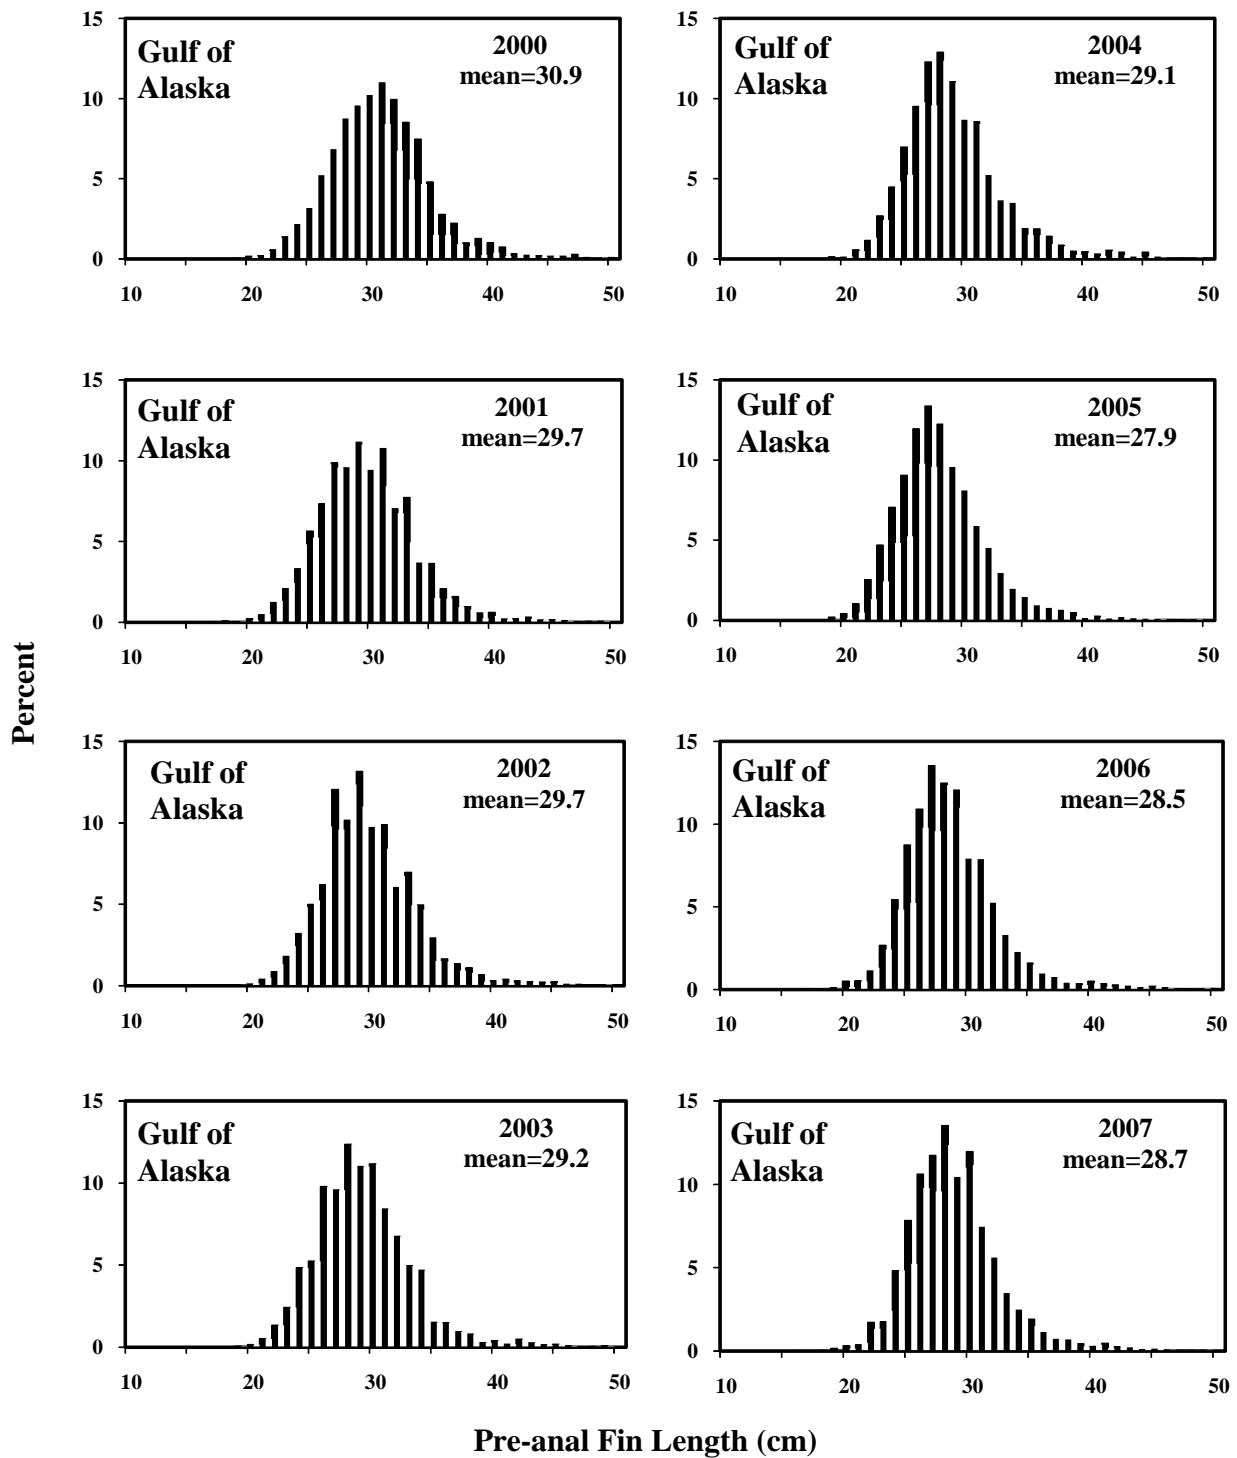 15
10
5
0
Gulf of
Alaska
2000
mean=30.9
10 20 30 40 50
15
10
5
0
Gulf of
Alaska
2004
mean=29.1
10 20 30 40 50
15
10
5
0
Gulf of
Alaska
2001
mean=29.7
10 20 30 40 50
15
10
5
0
Gulf of
Alaska
2005
mean=27.9
10 20 30 40 50
Percent
15
10
5
0
Gulf of
Alaska
2002
mean=29.7
10 20 30 40 50
15
10
5
0
Gulf of
Alaska
2006
mean=28.5
10 20 30 40 50
15
10
5
0
Gulf of
Alaska
2003
mean=29.2
10 20 30 40 50
15
10
5
0
Gulf of
Alaska
2007
mean=28.7
10 20 30 40 50
Pre-anal Fin Length (cm)